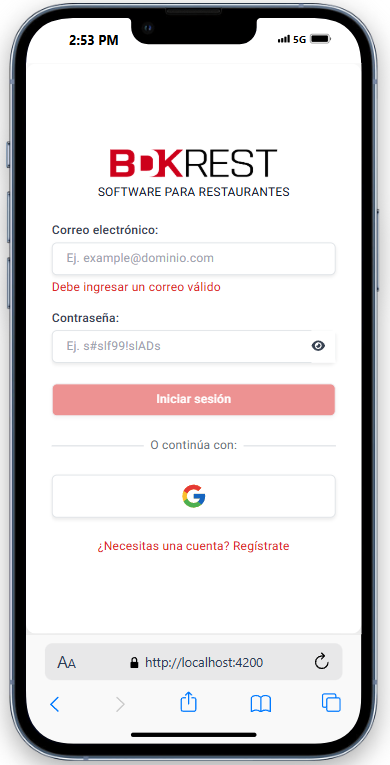 2:53 PM 5G
BDKREST
SOFTWARE PARA RESTAURANTES
Correo electrónico:
Ej. example@dominio.com
Debe ingresar un correo válido
Contraseña:
Ej. s#slf99!slADs
Iniciar sesión
O continúa con:
¿Necesitas una cuenta? Regístrate
AA http://localhost:4200